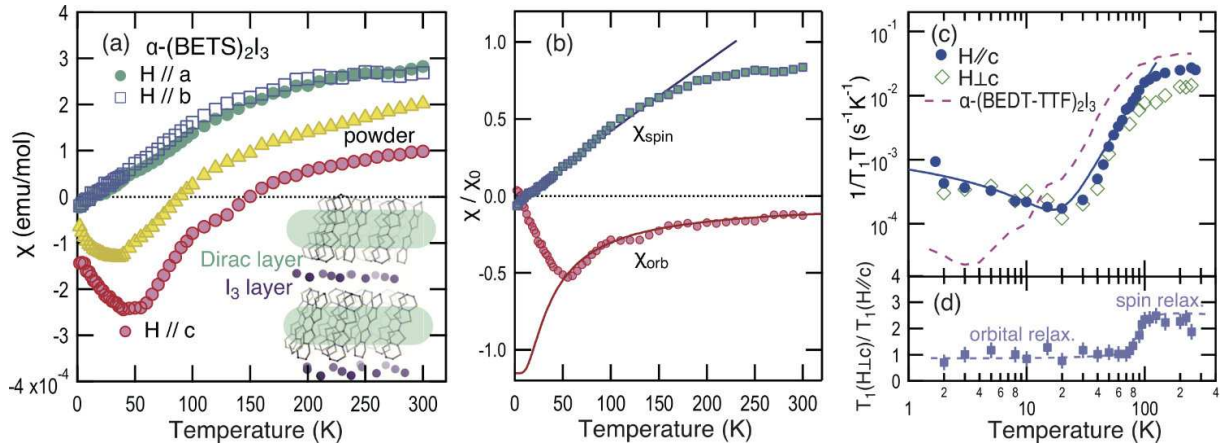 (a) α-(BETS)₂I₃
H // a
H // b
powder
Dirac layer
I₃ layer
H // c
χ (emu/mol)
4
3
2
1
0
-1
-2
-3
-4 x10⁻⁴
0 50 100 150 200 250 300
Temperature (K)
(b)
χspin
χorb
χ / χ₀
1.0
0.5
0.0
-0.5
-1.0
0 50 100 150 200 250 300
Temperature (K)
(c)
H//c
H⊥c
α-(BEDT-TTF)₂I₃
1/T₁T (s⁻¹K⁻¹)
10⁻¹
10⁻²
10⁻³
10⁻⁴
(d)
spin relax.
orbital relax.
T₁(H⊥c)/ T₁(H//c)
4
3
2
1
0
1 2 4 6 8 10 2 4 6 8 100 2
Temperature (K)